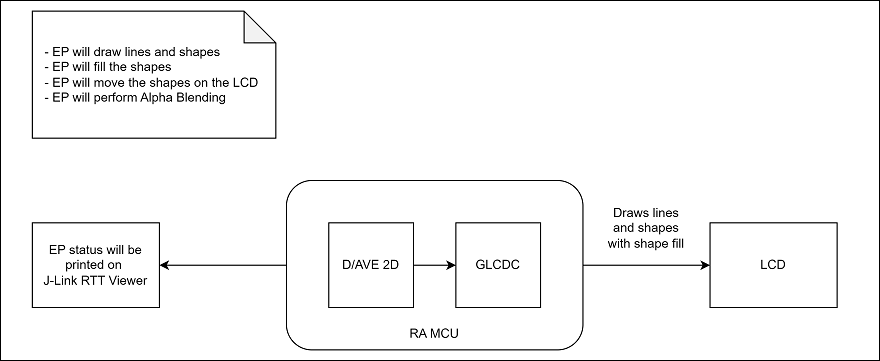 - EP will draw lines and shapes
- EP will fill the shapes
- EP will move the shapes on the LCD
- EP will perform Alpha Blending
EP status will be
printed on
J-Link RTT Viewer
D/AVE 2D
GLCDC
RA MCU
Draws lines
and shapes
with shape fill
LCD